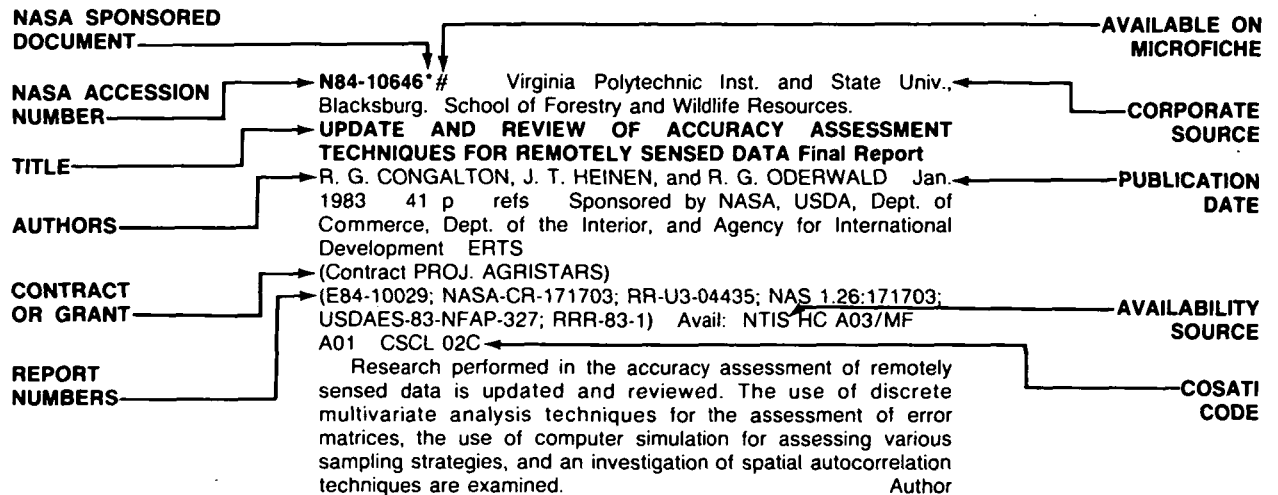 NASA SPONSORED
DOCUMENT
AVAILABLE ON
MICROFICHE
NASA ACCESSION
NUMBER
N84-10646*# Virginia Polytechnic Inst. and State Univ.,
Blacksburg. School of Forestry and Wildlife Resources.
CORPORATE
SOURCE
TITLE
UPDATE AND REVIEW OF ACCURACY ASSESSMENT
TECHNIQUES FOR REMOTELY SENSED DATA Final Report
AUTHORS
R. G. CONGALTON, J. T. HEINEN, and R. G. ODERWALD Jan.
1983 41 p refs Sponsored by NASA, USDA, Dept. of
Commerce, Dept. of the Interior, and Agency for International
Development ERTS
PUBLICATION
DATE
CONTRACT
OR GRANT
(Contract PROJ. AGRISTARS)
REPORT
NUMBERS
(E84-10029; NASA-CR-171703; RR-U3-04435; NAS 1.26:171703;
USDAES-83-NFAP-327; RRR-83-1) Avail: NTIS HC A03/MF
A01 CSCL 02C
AVAILABILITY
SOURCE
COSATI
CODE
Research performed in the accuracy assessment of remotely
sensed data is updated and reviewed. The use of discrete
multivariate analysis techniques for the assessment of error
matrices, the use of computer simulation for assessing various
sampling strategies, and an investigation of spatial autocorrelation
techniques are examined. Author